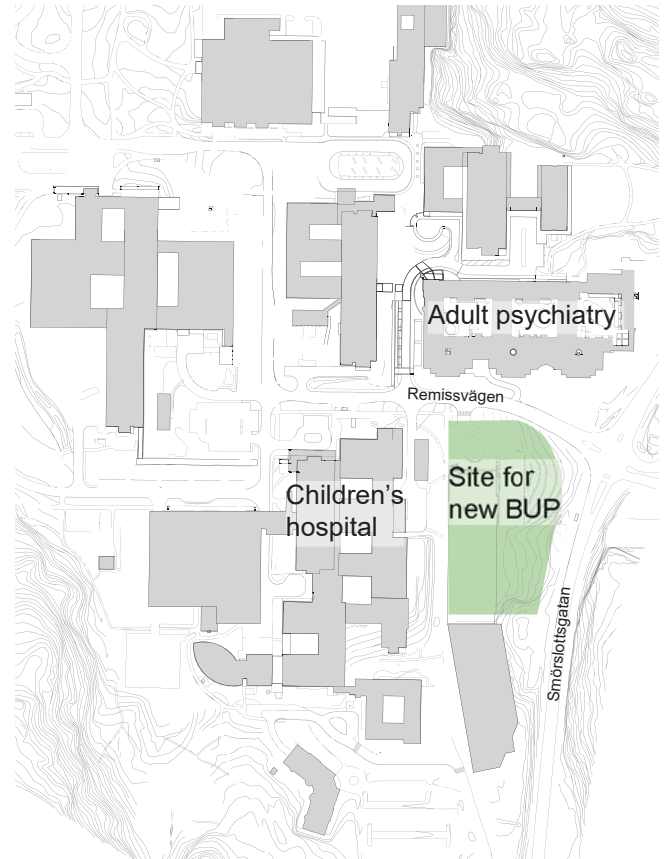 Adult psychiatry
Remissvägen
Site for
new BUP
Children's
hospital
Smörslottsgatan